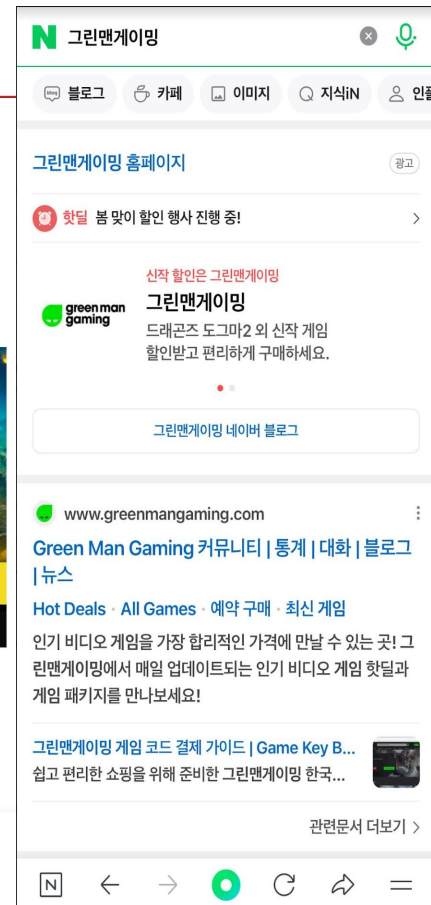 N 그린맨게이밍
blog 블로그 카페 이미지 지식iN 인플
그린맨게이밍 홈페이지 광고
핫딜 봄 맞이 할인 행사 진행 중!
신작 할인은 그린맨게이밍
green man
gaming
그린맨게이밍
드래곤즈 도그마2 외 신작 게임
할인받고 편리하게 구매하세요.
그린맨게이밍 네이버 블로그
www.greenmangaming.com
Green Man Gaming 커뮤니티 | 통계 | 대화 | 블로그
| 뉴스
Hot Deals · All Games · 예약 구매 · 최신 게임
인기 비디오 게임을 가장 합리적인 가격에 만날 수 있는 곳! 그
린맨게이밍에서 매일 업데이트되는 인기 비디오 게임 핫딜과
게임 패키지를 만나보세요!
그린맨게이밍 게임 코드 결제 가이드 | Game Key B...
쉽고 편리한 쇼핑을 위해 준비한 그린맨게이밍 한국...
관련문서 더보기
N